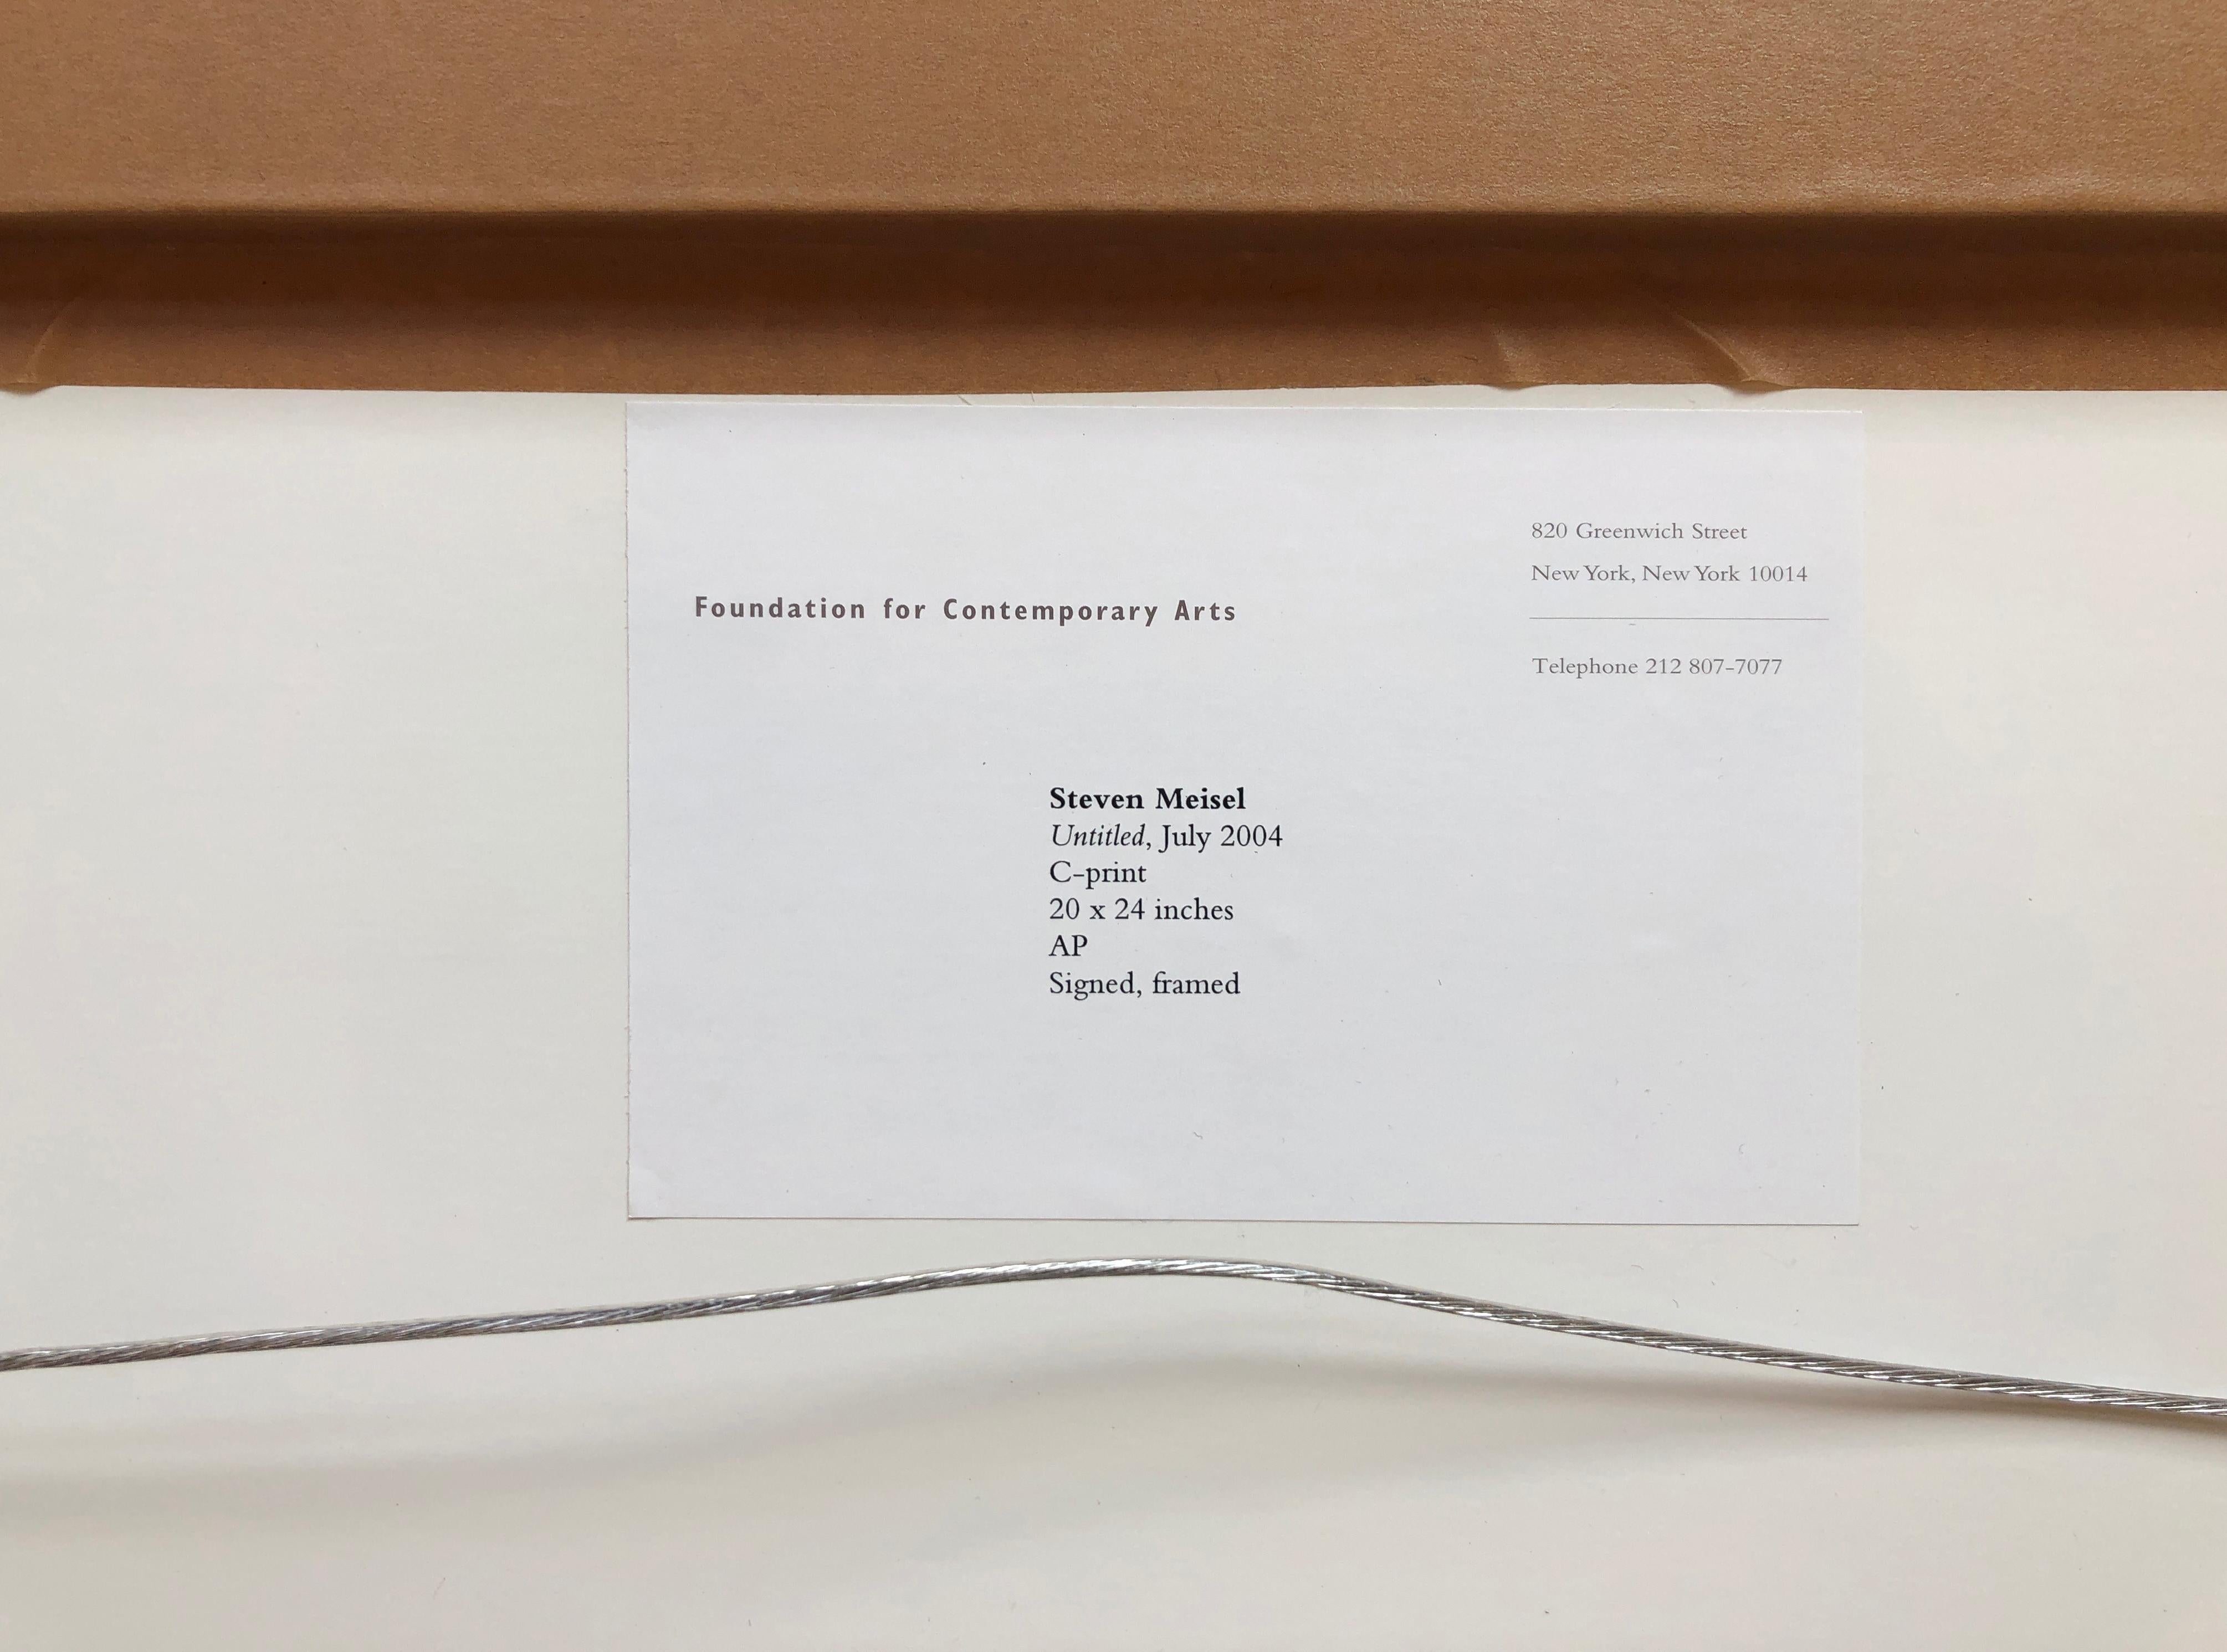 Foundation for Contemporary Arts
820 Greenwich Street
New York, New York 10014
Telephone 212 807-7077
Steven Meisel
Untitled, July 2004
C-print
20 x 24 inches
AP
Signed, framed